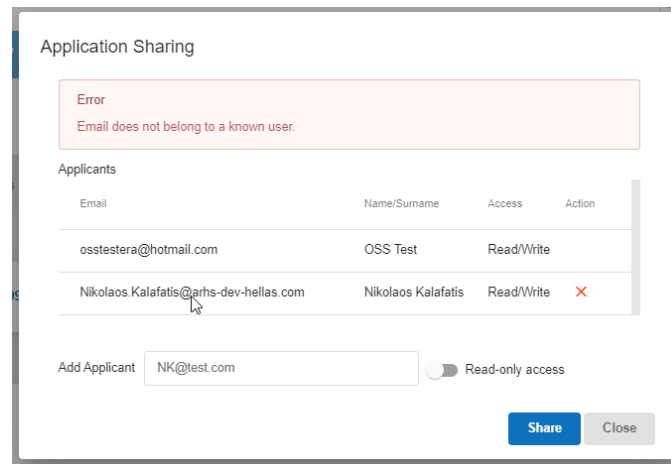 Application Sharing
Error
Email does not belong to a known user.
Applicants
Email Name/Surname Access Action
osstestera@hotmail.com OSS Test Read/Write
Nikolaos.Kalafatis@arhs-dev-hellas.com Nikolaos Kalafatis Read/Write
Add Applicant NK@test.com Read-only access
Share Close